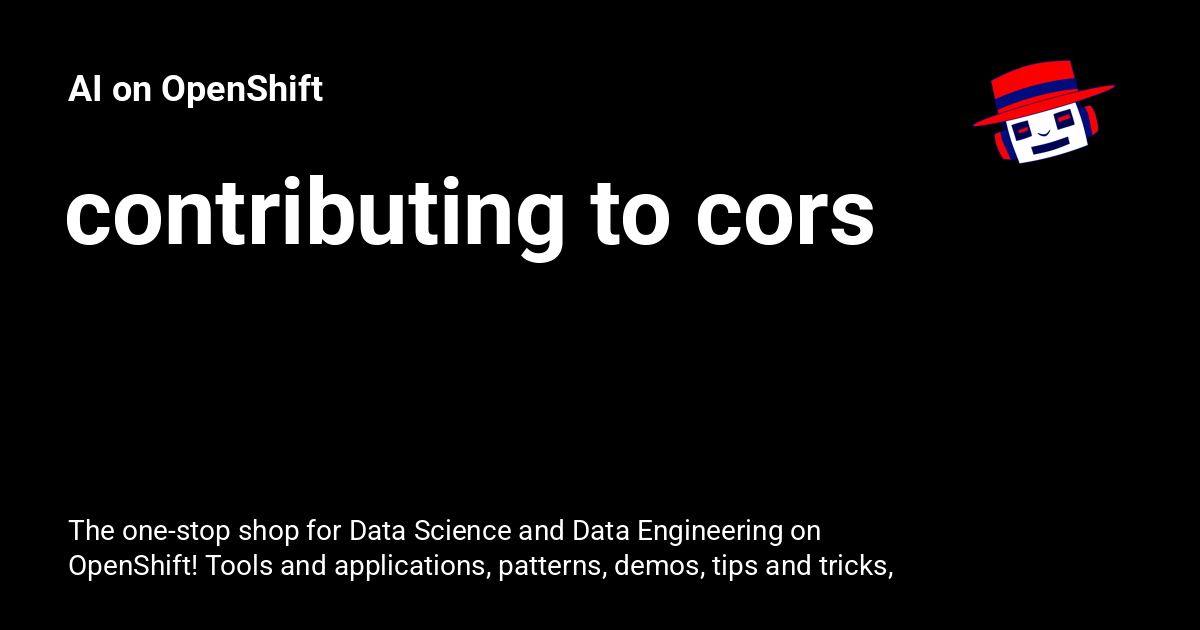 AI on OpenShift
contributing to cors
The one-stop shop for Data Science and Data Engineering on
OpenShift! Tools and applications, patterns, demos, tips and tricks,